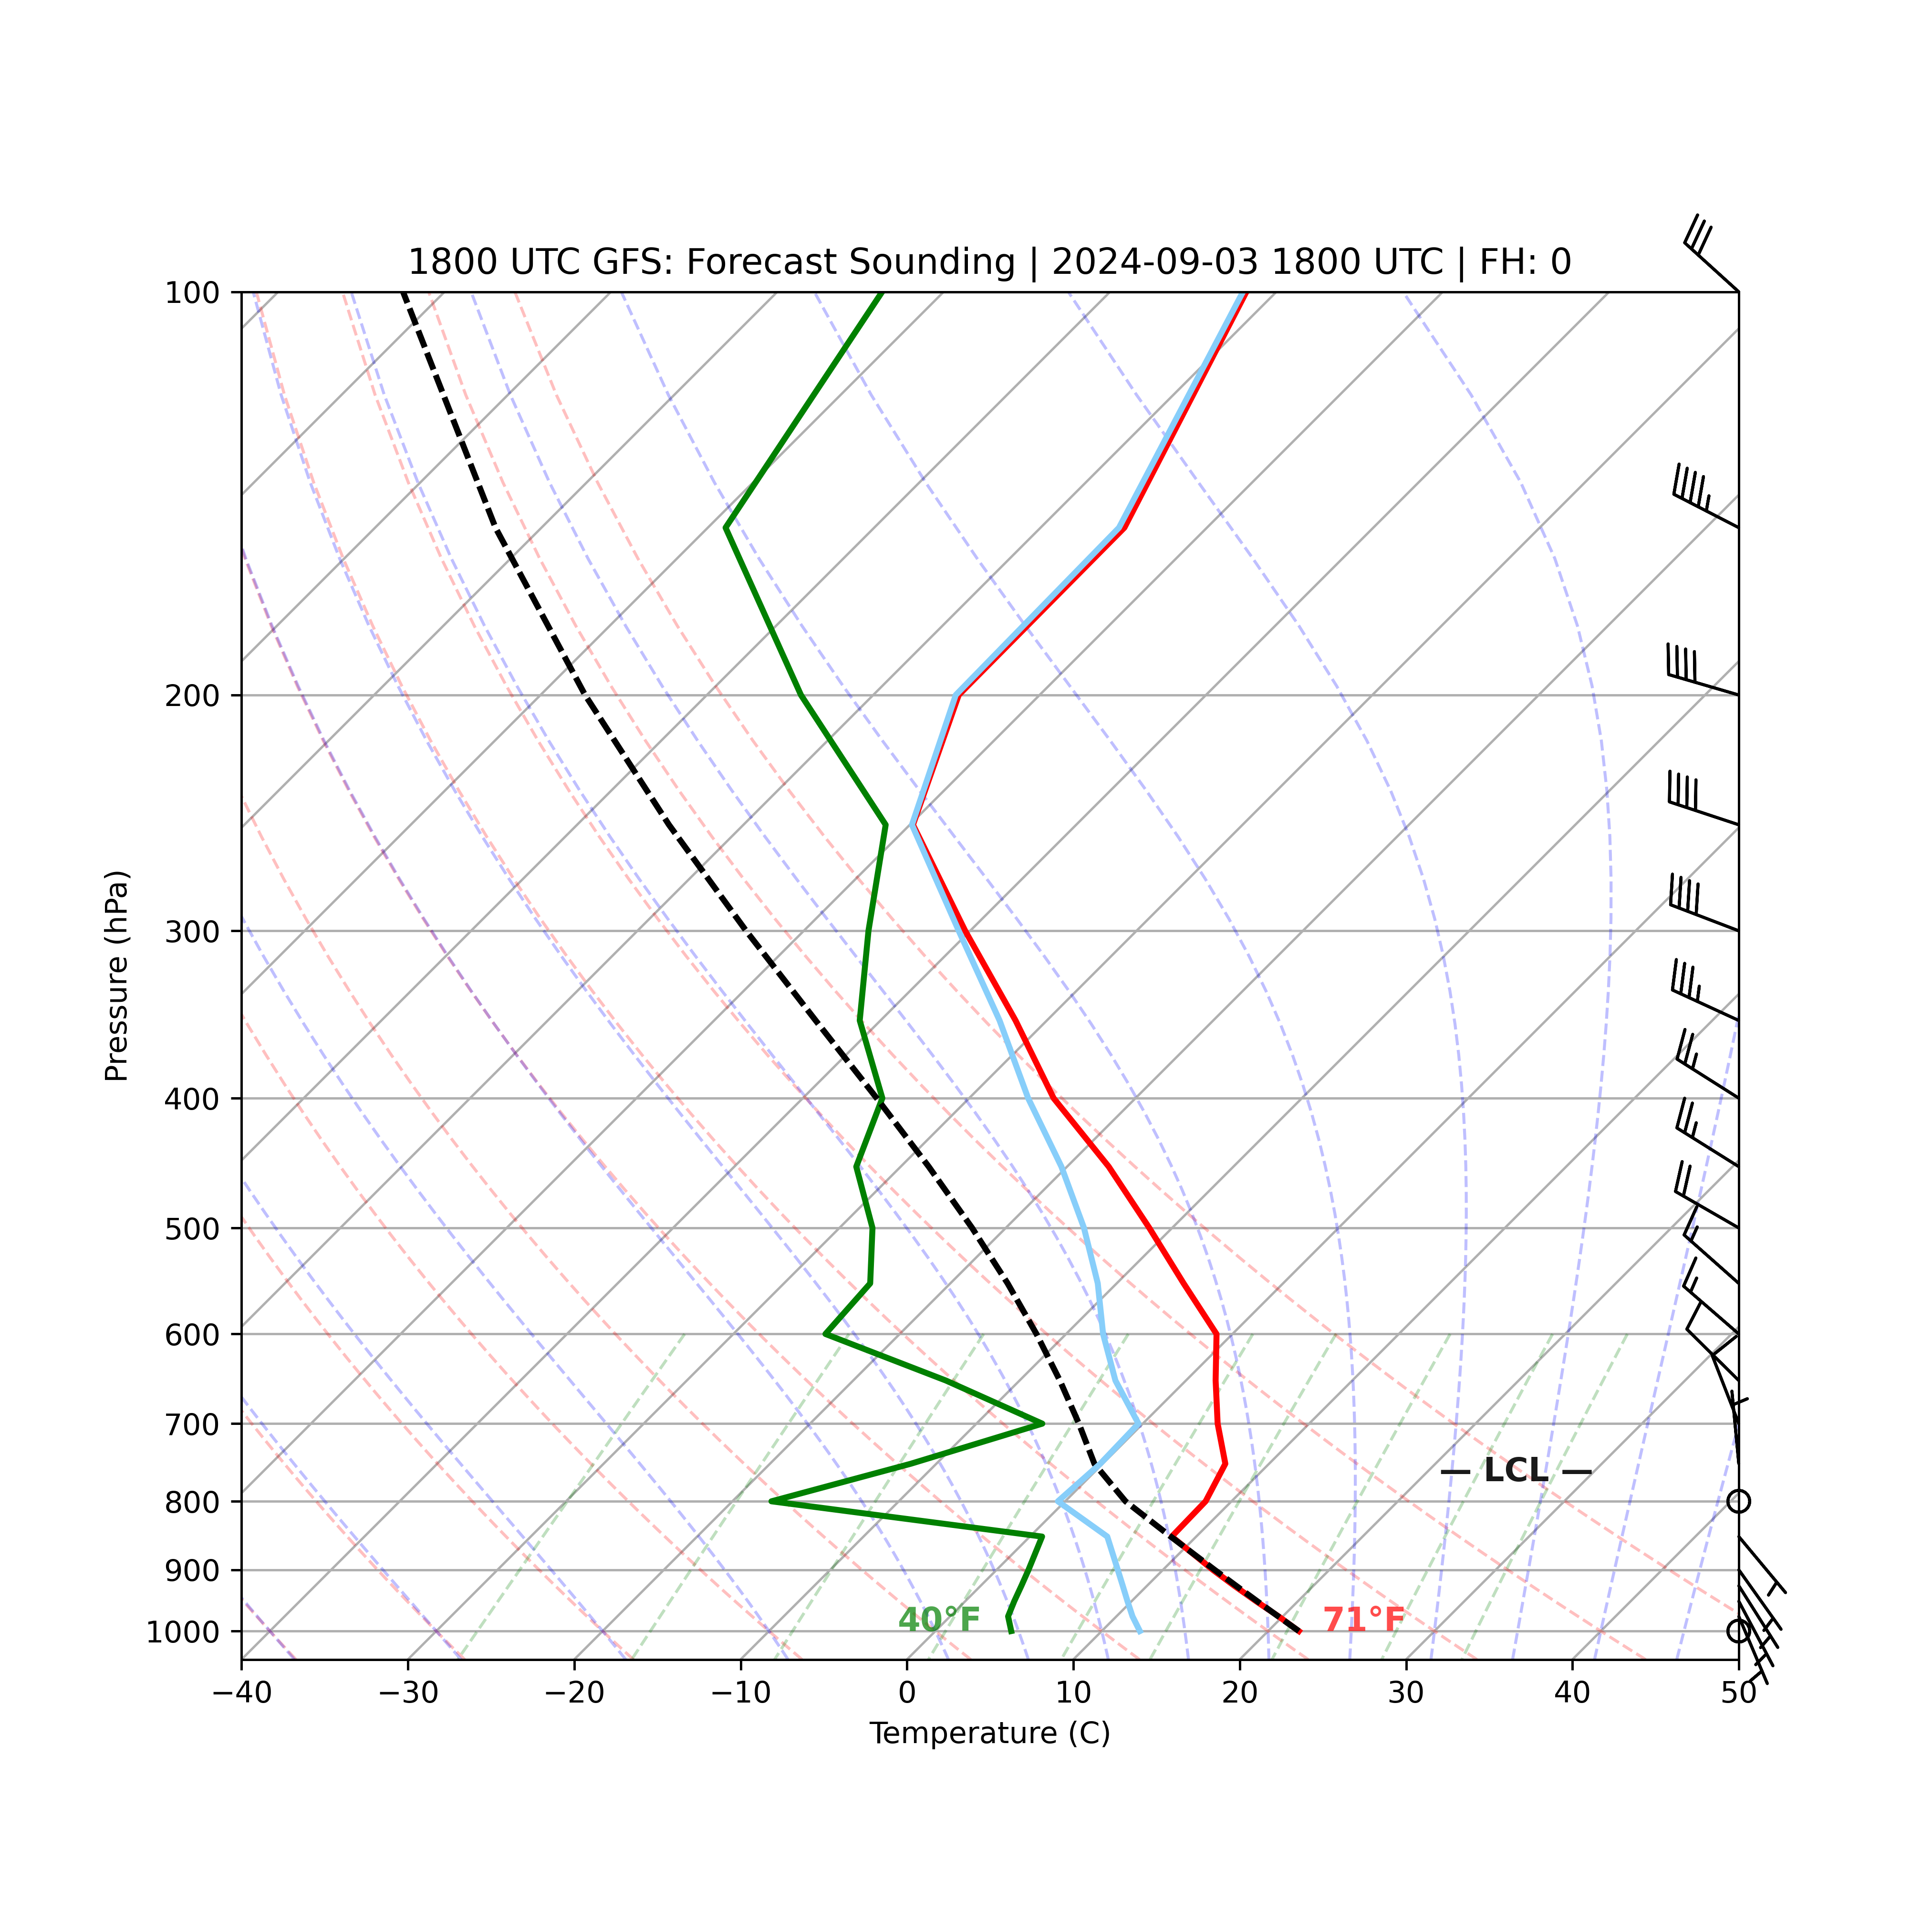 1800 UTC GFS: Forecast Sounding | 2024-09-03 1800 UTC | FH: 0
100
200
300
400
500
600
700
800
900
1000
Pressure (hPa)
— LCL —
40°F
71°F
−40 −30 −20 −10 0 10 20 30 40 50
Temperature (C)